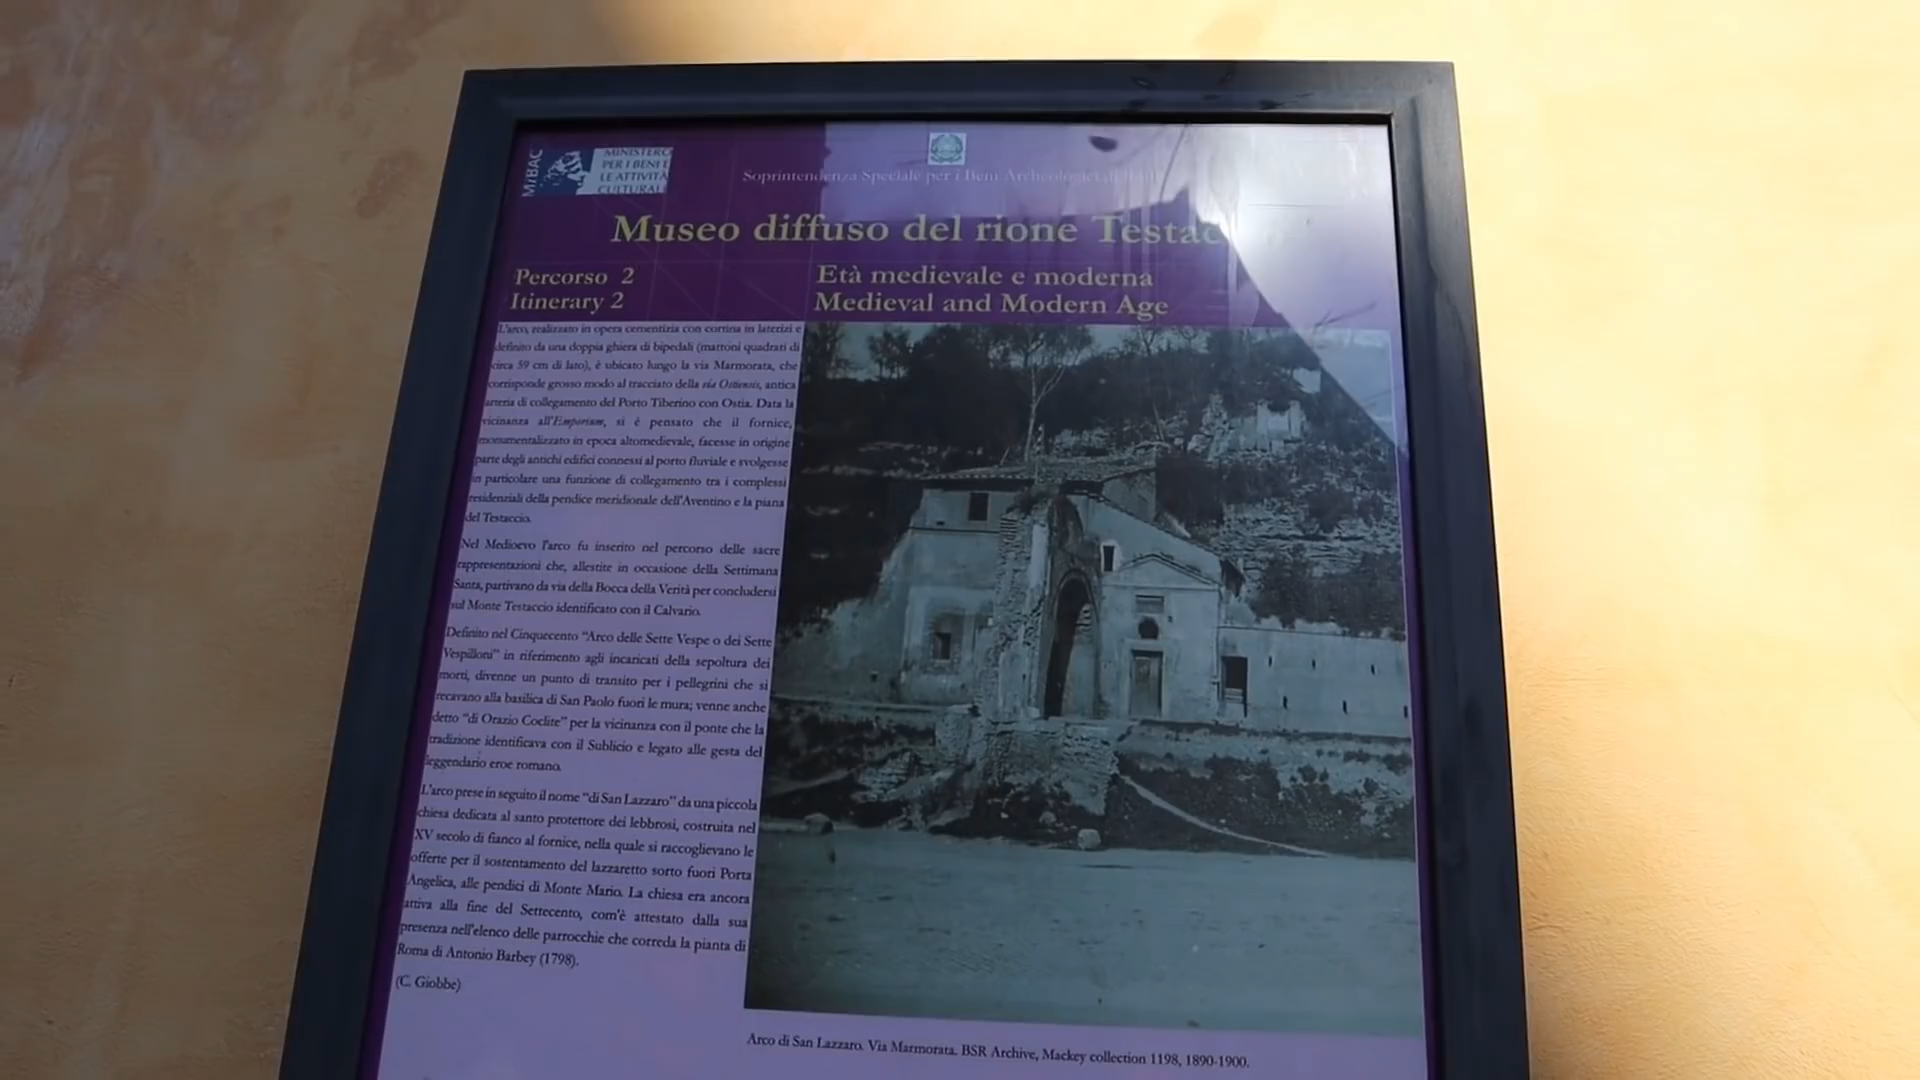 MiBAC
MINISTERO
PER I BENI E
LE ATTIVITÀ
CULTURALI
Soprintendenza Speciale per i Beni Archeologici di
Museo diffuso del rione
Percorso 2
Itinerary 2
Età medievale e moderna
Medieval and Modern Age
L'arco, realizzato in opera cementizia con cortina in laterizi e
definito da una doppia ghiera di bipedali (mattoni quadrati di
circa 59 cm di lato), è ubicato lungo la via Marmorata, che
corrisponde grosso modo al tracciato della via Ostiensis, antica
arteria di collegamento del Porto Tiberino con Ostia. Data la
vicinanza all'Emporium, si è pensato che il fornice,
monumentalizzato in epoca altomedievale, facesse in origine
parte degli antichi edifici connessi al porto fluviale e svolgesse
in particolare una funzione di collegamento tra i complessi
residenziali della pendice meridionale dell'Aventino e la piana
del Testaccio.
Nel Medioevo l'arco fu inserito nel percorso delle sacre
rappresentazioni che, allestite in occasione della Settimana
Santa, partivano da via della Bocca della Verità per concludersi
sul Monte Testaccio identificato con il Calvario.
Definito nel Cinquecento "Arco delle Sette Vespe o dei Sette
Vespilloni" in riferimento agli incaricati della sepoltura dei
morti, divenne un punto di transito per i pellegrini che si
recavano alla basilica di San Paolo fuori le mura; venne anche
detto "di Orazio Coclite" per la vicinanza con il ponte che la
tradizione identificava con il Sublicio e legato alle gesta del
leggendario eroe romano.
L'arco prese in seguito il nome "di San Lazzaro" da una piccola
chiesa dedicata al santo protettore dei lebbrosi, costruita nel
XV secolo di fianco al fornice, nella quale si raccoglievano le
offerte per il sostentamento del lazzaretto sorto fuori Porta
Angelica, alle pendici di Monte Mario. La chiesa era ancora
attiva alla fine del Settecento, com'è attestato dalla sua
presenza nell'elenco delle parrocchie che correda la pianta di
Roma di Antonio Barbey (1798).
(C. Giobbe)
Arco di San Lazzaro. Via Marmorata. BSR Archive, Mackey collection 1198, 1890-1900.